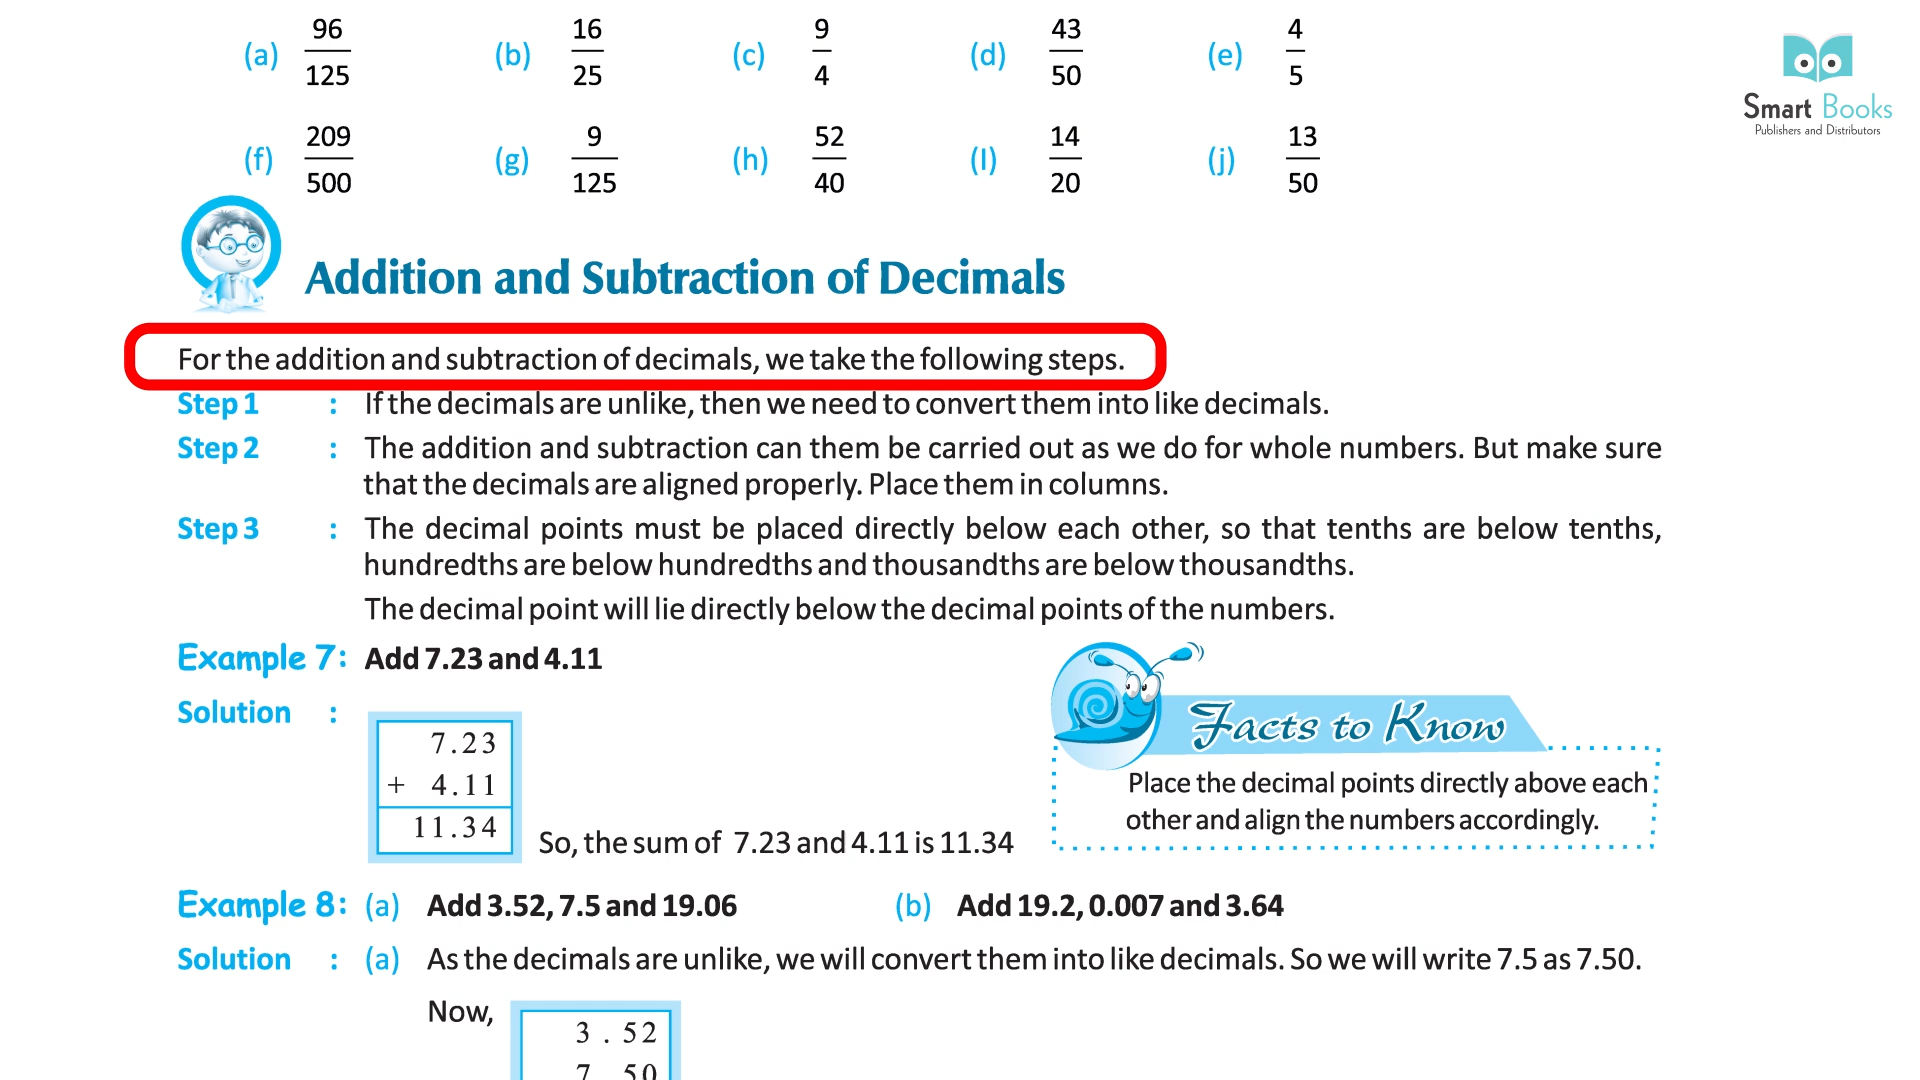 (a) 96/125 (b) 16/25 (c) 9/4 (d) 43/50 (e) 4/5
Smart Books
Publishers and Distributors
(f) 209/500 (g) 9/125 (h) 52/40 (I) 14/20 (j) 13/50
Addition and Subtraction of Decimals
For the addition and subtraction of decimals, we take the following steps.
Step 1 : If the decimals are unlike, then we need to convert them into like decimals.
Step 2 : The addition and subtraction can them be carried out as we do for whole numbers. But make sure
that the decimals are aligned properly. Place them in columns.
Step 3 : The decimal points must be placed directly below each other, so that tenths are below tenths,
hundredths are below hundredths and thousandths are below thousandths.
The decimal point will lie directly below the decimal points of the numbers.
Example 7: Add 7.23 and 4.11
Solution :
7.23
+ 4.11
11.34
So, the sum of 7.23 and 4.11 is 11.34
Facts to Know
Place the decimal points directly above each
other and align the numbers accordingly.
Example 8: (a) Add 3.52, 7.5 and 19.06 (b) Add 19.2, 0.007 and 3.64
Solution : (a) As the decimals are unlike, we will convert them into like decimals. So we will write 7.5 as 7.50.
Now,
3 . 52
7 . 50